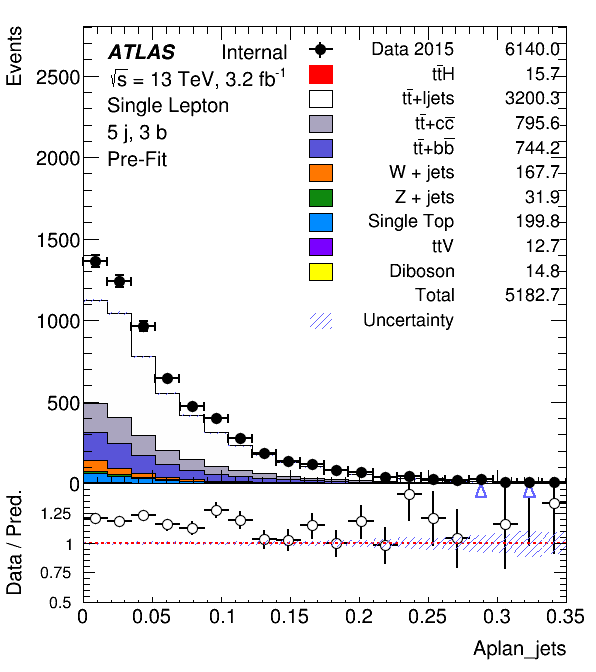 Events
ATLAS Internal
√s = 13 TeV, 3.2 fb⁻¹
Single Lepton
5 j, 3 b
Pre-Fit
Data 2015 6140.0
tt̄H 15.7
tt̄+ljets 3200.3
tt̄+cc̄ 795.6
tt̄+bb̄ 744.2
W + jets 167.7
Z + jets 31.9
Single Top 199.8
ttV 12.7
Diboson 14.8
Total 5182.7
Uncertainty
2500
2000
1500
1000
500
0
Data / Pred.
1.25
1
0.75
0.5
0 0.05 0.1 0.15 0.2 0.25 0.3 0.35
Aplan_jets